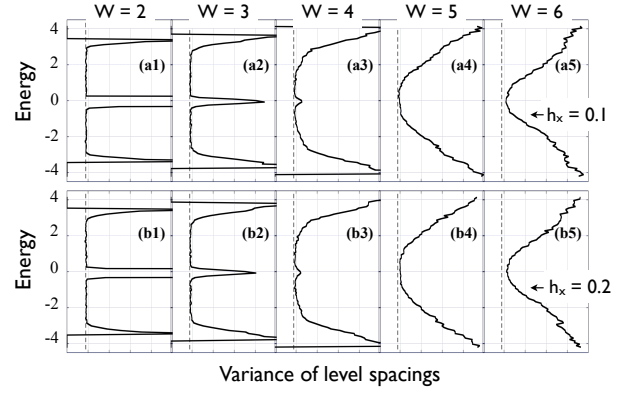 W = 2 W = 3 W = 4 W = 5 W = 6
4
2
0
-2
-4
Energy
(a1) (a2) (a3) (a4) (a5)
hx = 0.1
4
2
0
-2
-4
Energy
(b1) (b2) (b3) (b4) (b5)
hx = 0.2
Variance of level spacings